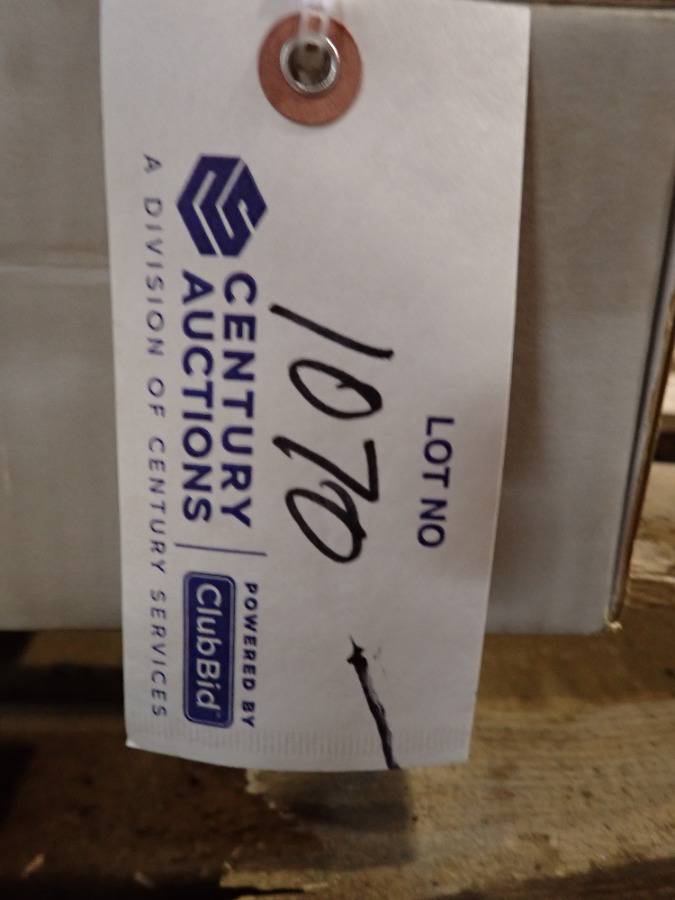 LOT NO
1070
CENTURY
AUCTIONS
POWERED BY
ClubBid
A DIVISION OF CENTURY SERVICES